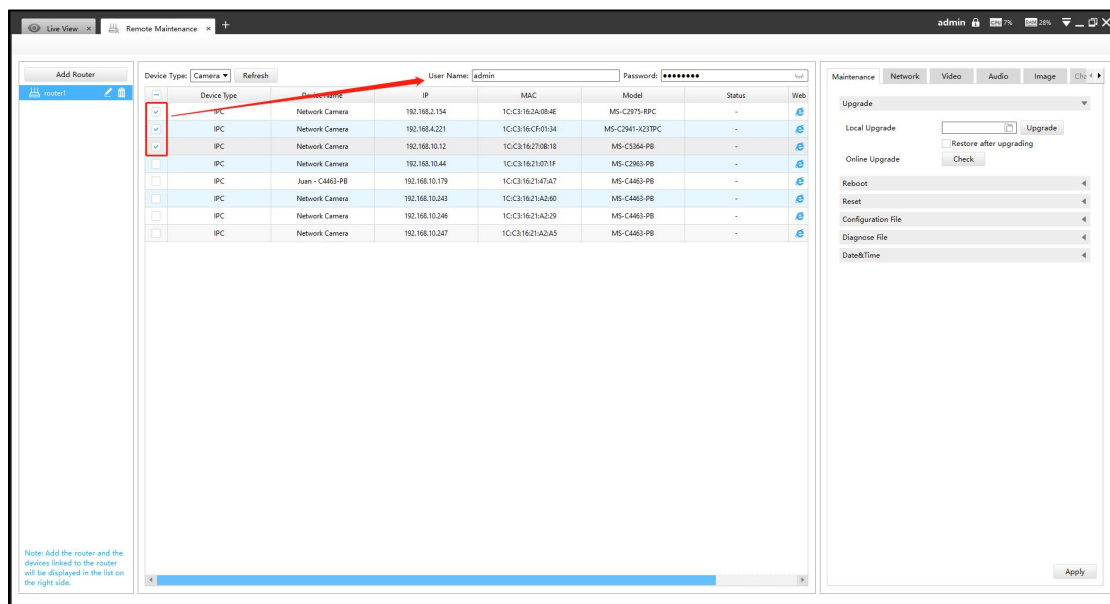 Live View × Remote Maintenance × +
admin CPU 7% RAM 28%
Add Router
router1
Device Type: Camera Refresh User Name: admin Password: ●●●●●●●●
Device Type Device Name IP MAC Model Status Web
IPC Network Camera 192.168.2.154 1C:C3:16:2A:08:4E MS-C2975-RPC -
IPC Network Camera 192.168.4.221 1C:C3:16:CF:01:34 MS-C2941-X23TPC -
IPC Network Camera 192.168.10.12 1C:C3:16:27:0B:18 MS-C5364-PB -
IPC Network Camera 192.168.10.44 1C:C3:16:21:07:1F MS-C2963-PB -
IPC Juan - C4463-PB 192.168.10.179 1C:C3:16:21:47:A7 MS-C4463-PB -
IPC Network Camera 192.168.10.243 1C:C3:16:21:A2:60 MS-C4463-PB -
IPC Network Camera 192.168.10.246 1C:C3:16:21:A2:29 MS-C4463-PB -
IPC Network Camera 192.168.10.247 1C:C3:16:21:A2:A5 MS-C4463-PB -
Note: Add the router and the
devices linked to the router
will be displayed in the list on
the right side.
Maintenance Network Video Audio Image
Upgrade
Local Upgrade Upgrade
Restore after upgrading
Online Upgrade Check
Reboot
Reset
Configuration File
Diagnose File
Date&Time
Apply